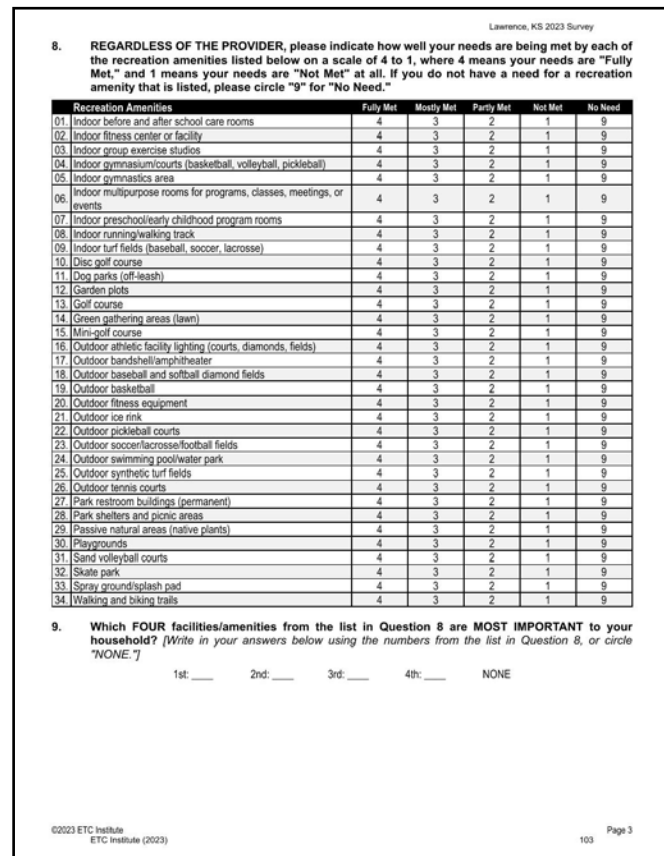 Lawrence, KS 2023 Survey
8. REGARDLESS OF THE PROVIDER, please indicate how well your needs are being met by each of
the recreation amenities listed below on a scale of 4 to 1, where 4 means your needs are "Fully
Met," and 1 means your needs are "Not Met" at all. If you do not have a need for a recreation
amenity that is listed, please circle "9" for "No Need."
Recreation Amenities Fully Met Mostly Met Partly Met Not Met No Need
01. Indoor before and after school care rooms 4 3 2 1 9
02. Indoor fitness center or facility 4 3 2 1 9
03. Indoor group exercise studios 4 3 2 1 9
04. Indoor gymnasium/courts (basketball, volleyball, pickleball) 4 3 2 1 9
05. Indoor gymnastics area 4 3 2 1 9
06. Indoor multipurpose rooms for programs, classes, meetings, or
events 4 3 2 1 9
07. Indoor preschool/early childhood program rooms 4 3 2 1 9
08. Indoor running/walking track 4 3 2 1 9
09. Indoor turf fields (baseball, soccer, lacrosse) 4 3 2 1 9
10. Disc golf course 4 3 2 1 9
11. Dog parks (off-leash) 4 3 2 1 9
12. Garden plots 4 3 2 1 9
13. Golf course 4 3 2 1 9
14. Green gathering areas (lawn) 4 3 2 1 9
15. Mini-golf course 4 3 2 1 9
16. Outdoor athletic facility lighting (courts, diamonds, fields) 4 3 2 1 9
17. Outdoor bandshell/amphitheater 4 3 2 1 9
18. Outdoor baseball and softball diamond fields 4 3 2 1 9
19. Outdoor basketball 4 3 2 1 9
20. Outdoor fitness equipment 4 3 2 1 9
21. Outdoor ice rink 4 3 2 1 9
22. Outdoor pickleball courts 4 3 2 1 9
23. Outdoor soccer/lacrosse/football fields 4 3 2 1 9
24. Outdoor swimming pool/water park 4 3 2 1 9
25. Outdoor synthetic turf fields 4 3 2 1 9
26. Outdoor tennis courts 4 3 2 1 9
27. Park restroom buildings (permanent) 4 3 2 1 9
28. Park shelters and picnic areas 4 3 2 1 9
29. Passive natural areas (native plants) 4 3 2 1 9
30. Playgrounds 4 3 2 1 9
31. Sand volleyball courts 4 3 2 1 9
32. Skate park 4 3 2 1 9
33. Spray ground/splash pad 4 3 2 1 9
34. Walking and biking trails 4 3 2 1 9
9. Which FOUR facilities/amenities from the list in Question 8 are MOST IMPORTANT to your
household? [Write in your answers below using the numbers from the list in Question 8, or circle
"NONE."]
1st: ____ 2nd: ____ 3rd: ____ 4th: ____ NONE
©2023 ETC Institute Page 3
ETC Institute (2023) 103